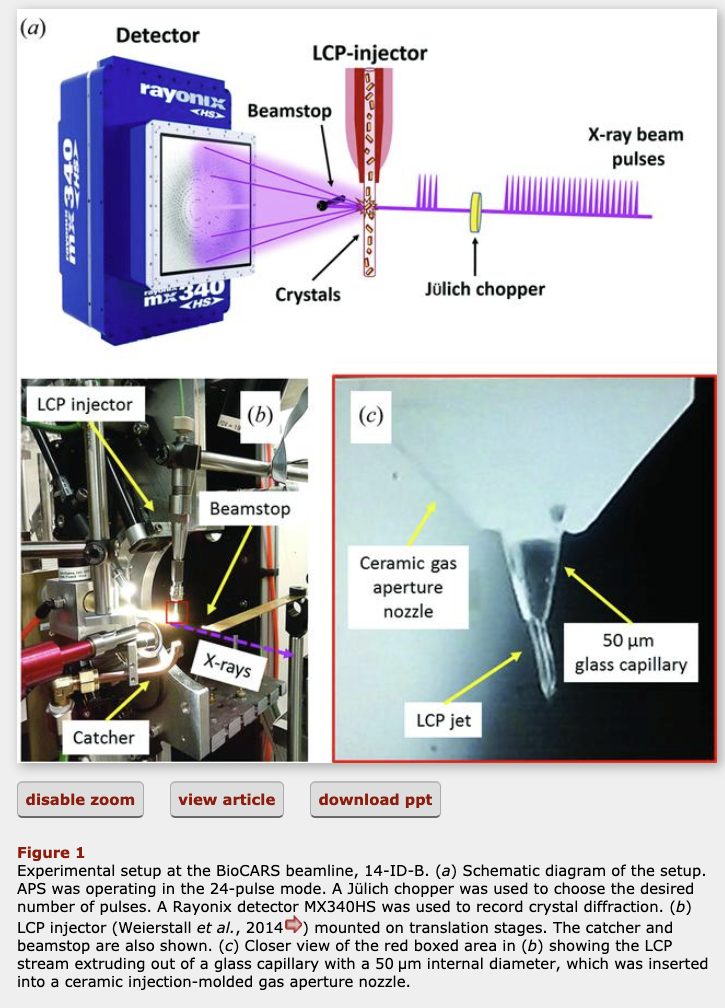 (a)
Detector
LCP-injector
Beamstop
X-ray beam
pulses
rayonix
HS
rayonix
mx340
HS
rayonix
mx340
HS
Crystals
Jülich chopper
LCP injector
(b)
Beamstop
X-rays
Catcher
(c)
Ceramic gas
aperture
nozzle
50 µm
glass capillary
LCP jet
disable zoom
view article
download ppt
Figure 1
Experimental setup at the BioCARS beamline, 14-ID-B. (a) Schematic diagram of the setup.
APS was operating in the 24-pulse mode. A Jülich chopper was used to choose the desired
number of pulses. A Rayonix detector MX340HS was used to record crystal diffraction. (b)
LCP injector (Weierstall et al., 2014) mounted on translation stages. The catcher and
beamstop are also shown. (c) Closer view of the red boxed area in (b) showing the LCP
stream extruding out of a glass capillary with a 50 µm internal diameter, which was inserted
into a ceramic injection-molded gas aperture nozzle.